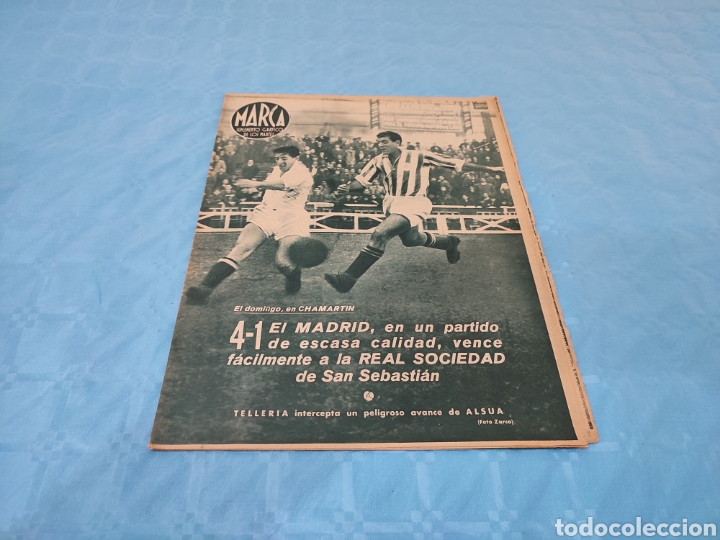 MARCA
SUPLEMENTO GRAFICO
DE LOS MARTES
El domingo, en CHAMARTIN
4-1 El MADRID, en un partido
de escasa calidad, vence
fácilmente a la REAL SOCIEDAD
de San Sebastián
TELLERIA intercepta un peligroso avance de ALSUA
(Foto Zarco)
todocoleccion